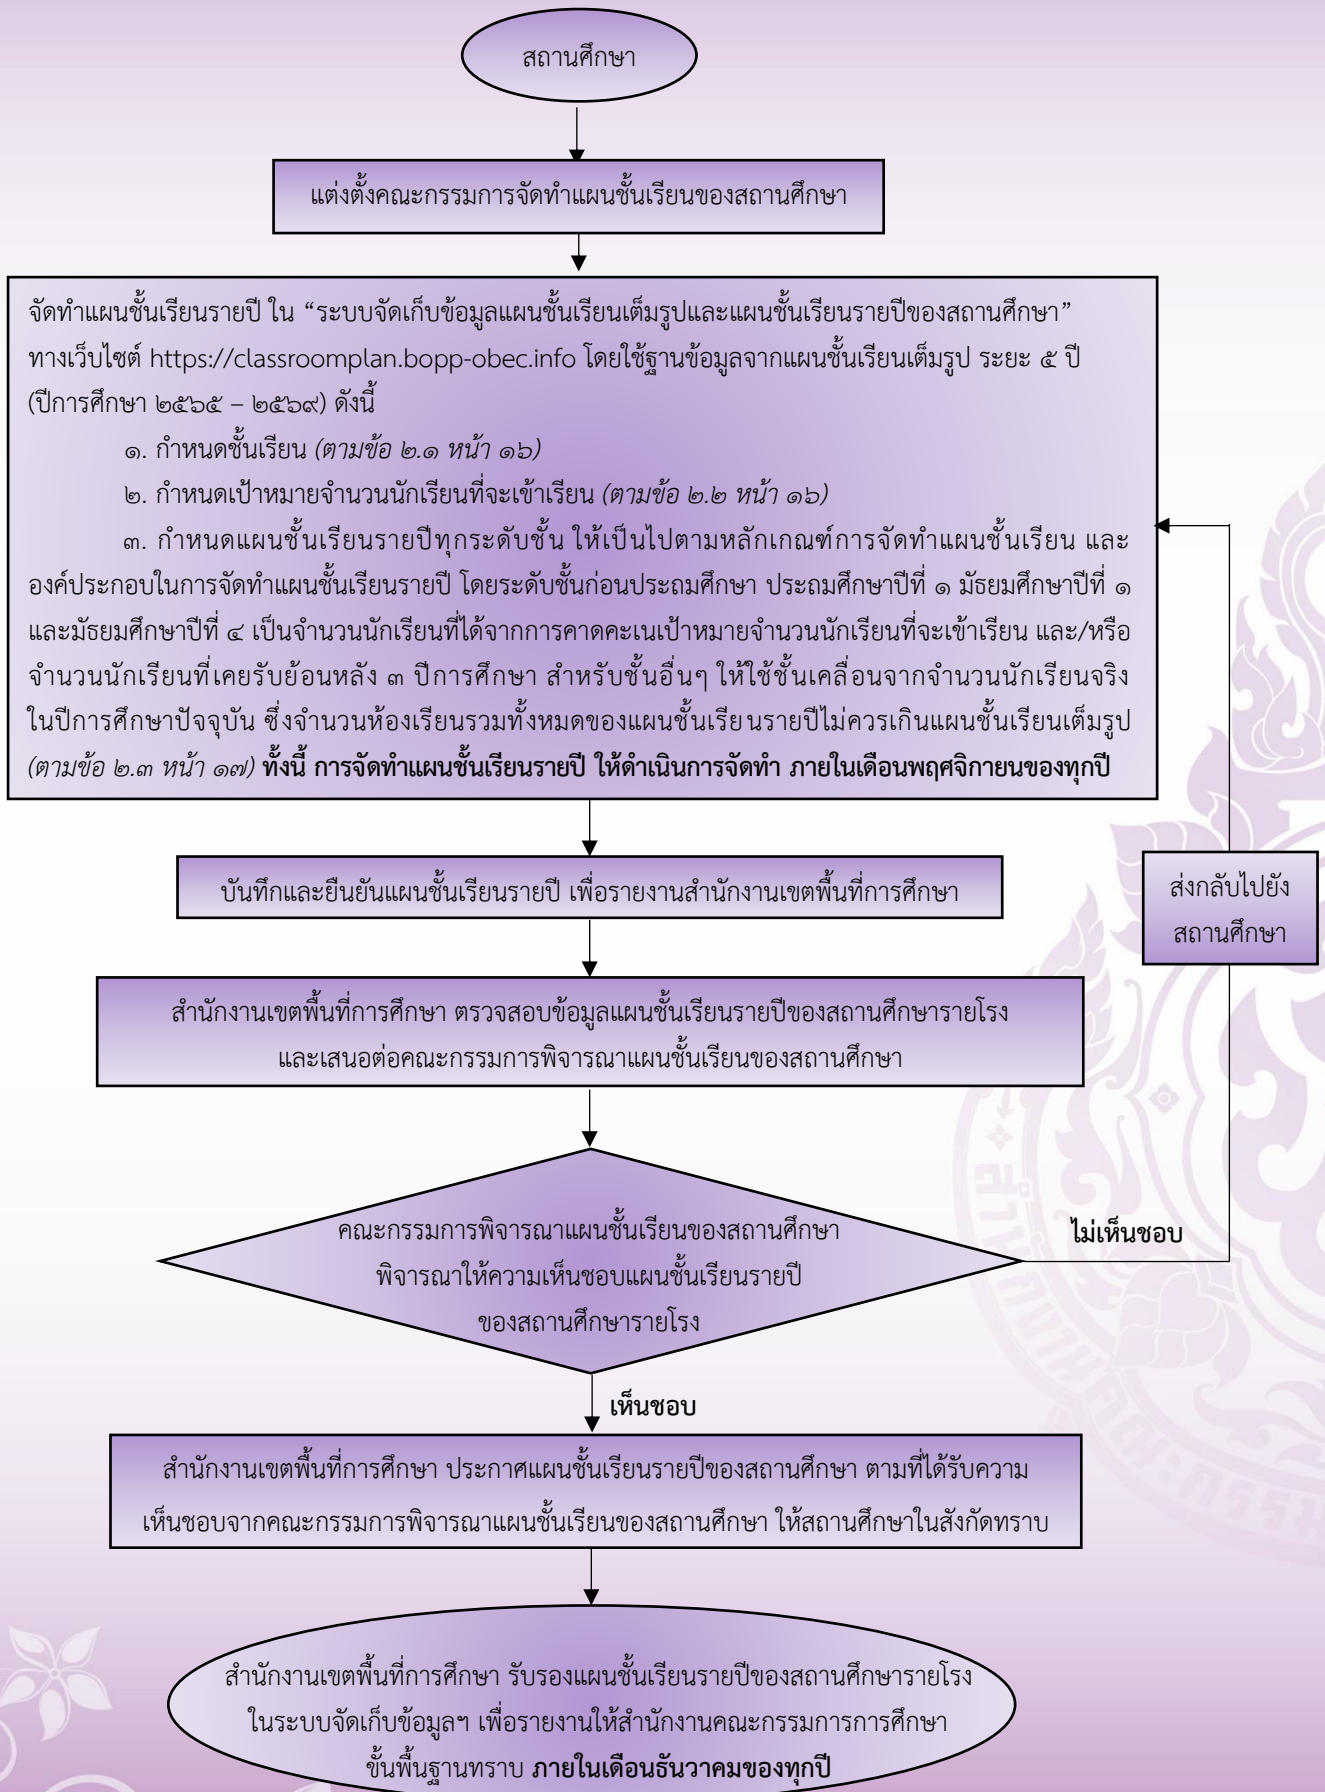 สถานศึกษา
แต่งตั้งคณะกรรมการจัดทำแผนชั้นเรียนของสถานศึกษา
จัดทำแผนชั้นเรียนรายปี ใน “ระบบจัดเก็บข้อมูลแผนชั้นเรียนเต็มรูปและแผนชั้นเรียนรายปีของสถานศึกษา”
ทางเว็บไซต์ https://classroomplan.bopp-obec.info โดยใช้ฐานข้อมูลจากแผนชั้นเรียนเต็มรูป ระยะ ๕ ปี
(ปีการศึกษา ๒๕๖๕ – ๒๕๖๙) ดังนี้
๑. กำหนดชั้นเรียน (ตามข้อ ๒.๑ หน้า ๑๖)
๒. กำหนดเป้าหมายจำนวนนักเรียนที่จะเข้าเรียน (ตามข้อ ๒.๒ หน้า ๑๖)
๓. กำหนดแผนชั้นเรียนรายปีทุกระดับชั้น ให้เป็นไปตามหลักเกณฑ์การจัดทำแผนชั้นเรียน และ
องค์ประกอบในการจัดทำแผนชั้นเรียนรายปี โดยระดับชั้นก่อนประถมศึกษา ประถมศึกษาปีที่ ๑ มัธยมศึกษาปีที่ ๑
และมัธยมศึกษาปีที่ ๔ เป็นจำนวนนักเรียนที่ได้จากการคาดคะเนเป้าหมายจำนวนนักเรียนที่จะเข้าเรียน และ/หรือ
จำนวนนักเรียนที่เคยรับย้อนหลัง ๓ ปีการศึกษา สำหรับชั้นอื่นๆ ให้ใช้ชั้นเคลื่อนจากจำนวนนักเรียนจริง
ในปีการศึกษาปัจจุบัน ซึ่งจำนวนห้องเรียนรวมทั้งหมดของแผนชั้นเรียนรายปีไม่ควรเกินแผนชั้นเรียนเต็มรูป
(ตามข้อ ๒.๓ หน้า ๑๗) ทั้งนี้ การจัดทำแผนชั้นเรียนรายปี ให้ดำเนินการจัดทำ ภายในเดือนพฤศจิกายนของทุกปี
บันทึกและยืนยันแผนชั้นเรียนรายปี เพื่อรายงานสำนักงานเขตพื้นที่การศึกษา
ส่งกลับไปยัง
สถานศึกษา
สำนักงานเขตพื้นที่การศึกษา ตรวจสอบข้อมูลแผนชั้นเรียนรายปีของสถานศึกษารายโรง
และเสนอต่อคณะกรรมการพิจารณาแผนชั้นเรียนของสถานศึกษา
คณะกรรมการพิจารณาแผนชั้นเรียนของสถานศึกษา
พิจารณาให้ความเห็นชอบแผนชั้นเรียนรายปี
ของสถานศึกษารายโรง
ไม่เห็นชอบ
เห็นชอบ
สำนักงานเขตพื้นที่การศึกษา ประกาศแผนชั้นเรียนรายปีของสถานศึกษา ตามที่ได้รับความ
เห็นชอบจากคณะกรรมการพิจารณาแผนชั้นเรียนของสถานศึกษา ให้สถานศึกษาในสังกัดทราบ
สำนักงานเขตพื้นที่การศึกษา รับรองแผนชั้นเรียนรายปีของสถานศึกษารายโรง
ในระบบจัดเก็บข้อมูลฯ เพื่อรายงานให้สำนักงานคณะกรรมการการศึกษา
ขั้นพื้นฐานทราบ ภายในเดือนธันวาคมของทุกปี
สำนักงานคณะกรรม